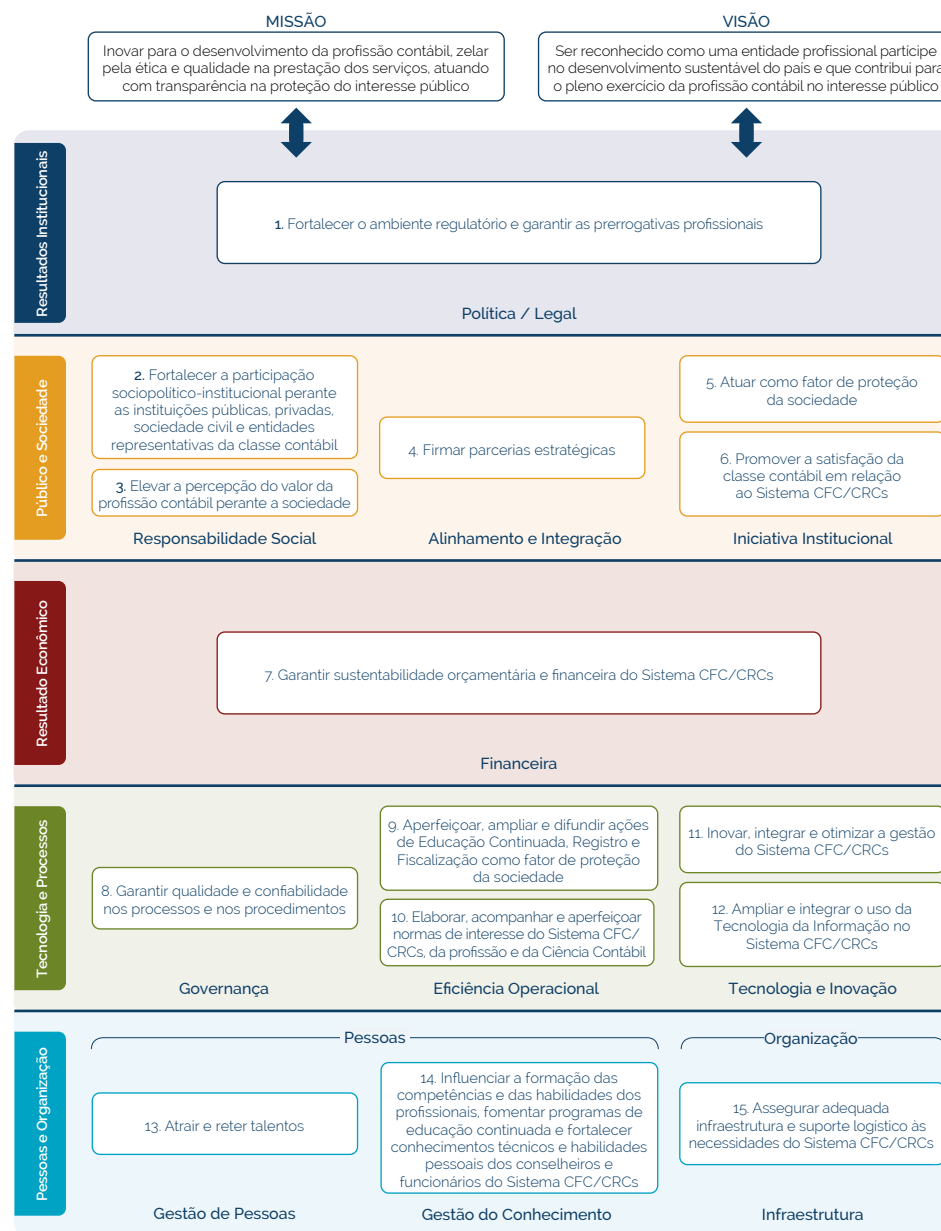 MISSÃO
Inovar para o desenvolvimento da profissão contábil, zelar
pela ética e qualidade na prestação dos serviços, atuando
com transparência na proteção do interesse público
VISÃO
Ser reconhecido como uma entidade profissional partícipe
no desenvolvimento sustentável do país e que contribui para
o pleno exercício da profissão contábil no interesse público
Resultados Institucionais
1. Fortalecer o ambiente regulatório e garantir as prerrogativas profissionais
Política / Legal
Público e Sociedade
2. Fortalecer a participação
sociopolítico-institucional perante
as instituições públicas, privadas,
sociedade civil e entidades
representativas da classe contábil
3. Elevar a percepção do valor da
profissão contábil perante a sociedade
Responsabilidade Social
4. Firmar parcerias estratégicas
Alinhamento e Integração
5. Atuar como fator de proteção
da sociedade
6. Promover a satisfação da
classe contábil em relação
ao Sistema CFC/CRCs
Iniciativa Institucional
Resultado Econômico
7. Garantir sustentabilidade orçamentária e financeira do Sistema CFC/CRCs
Financeira
Tecnologia e Processos
8. Garantir qualidade e confiabilidade
nos processos e nos procedimentos
Governança
9. Aperfeiçoar, ampliar e difundir ações
de Educação Continuada, Registro e
Fiscalização como fator de proteção
da sociedade
10. Elaborar, acompanhar e aperfeiçoar
normas de interesse do Sistema CFC/
CRCs, da profissão e da Ciência Contábil
Eficiência Operacional
11. Inovar, integrar e otimizar a gestão
do Sistema CFC/CRCs
12. Ampliar e integrar o uso da
Tecnologia da Informação no
Sistema CFC/CRCs
Tecnologia e Inovação
Pessoas e Organização
Pessoas
13. Atrair e reter talentos
Gestão de Pessoas
14. Influenciar a formação das
competências e das habilidades dos
profissionais, fomentar programas de
educação continuada e fortalecer
conhecimentos técnicos e habilidades
pessoais dos conselheiros e
funcionários do Sistema CFC/CRCs
Gestão do Conhecimento
Organização
15. Assegurar adequada
infraestrutura e suporte logístico às
necessidades do Sistema CFC/CRCs
Infraestrutura